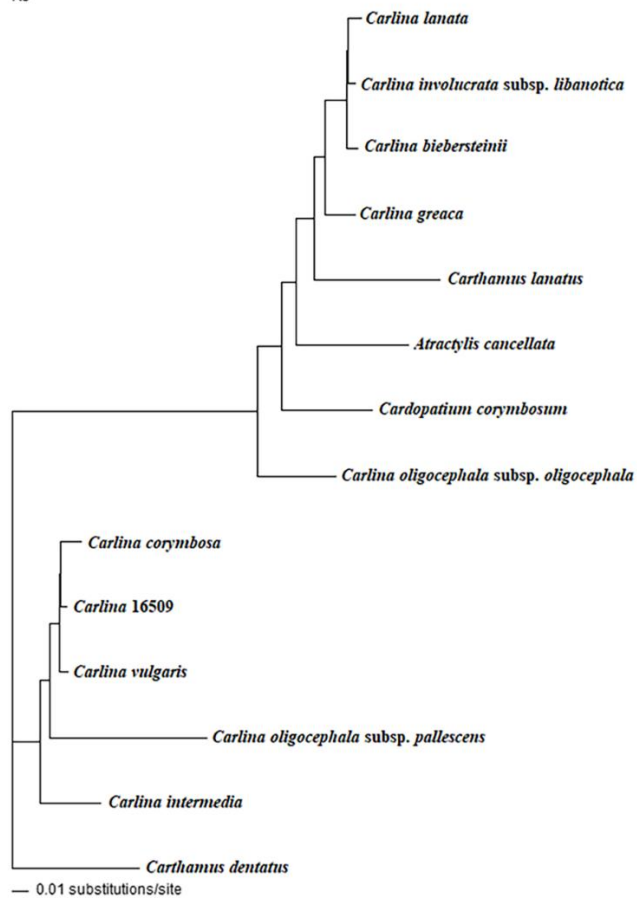 Carlina lanata
Carlina involucrata subsp. libanotica
Carlina biebersteinii
Carlina greaca
Carthamus lanatus
Atractylis cancellata
Cardopatium corymbosum
Carlina oligocephala subsp. oligocephala
Carlina corymbosa
Carlina 16509
Carlina vulgaris
Carlina oligocephala subsp. pallescens
Carlina intermedia
Carthamus dentatus
0.01 substitutions/site